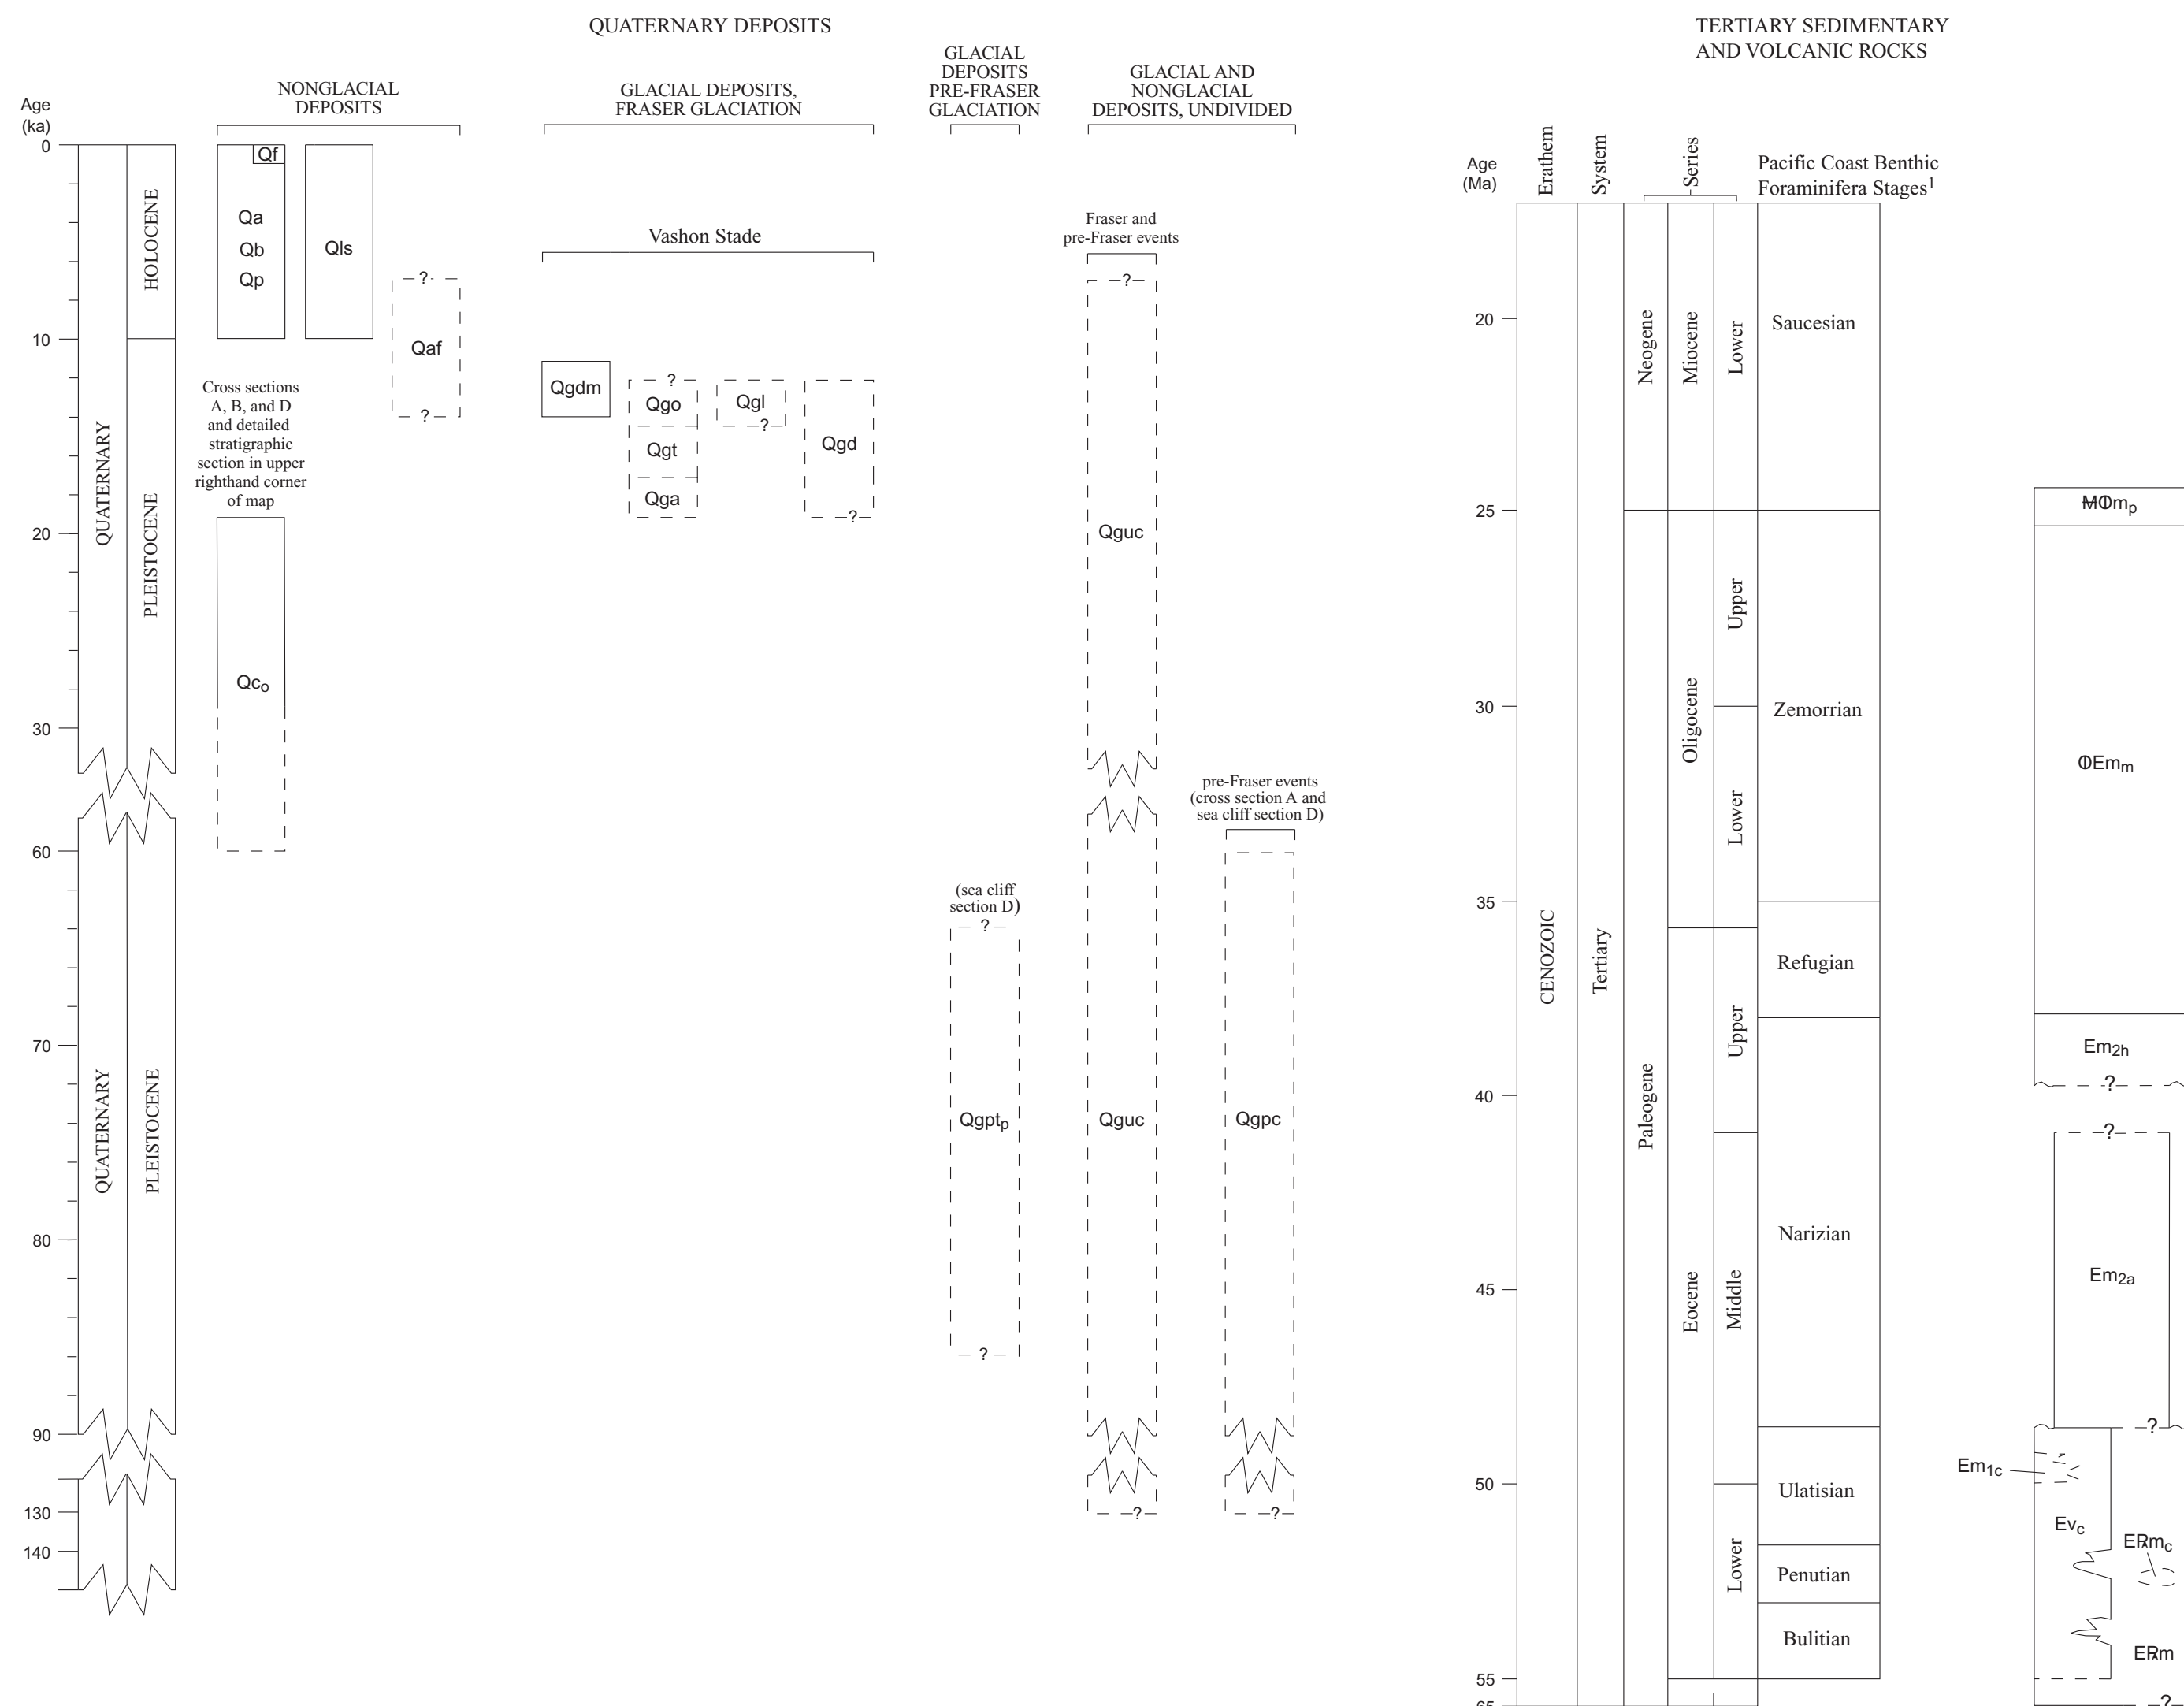 QUATERNARY DEPOSITS
NONGLACIAL
DEPOSITS
GLACIAL DEPOSITS,
FRASER GLACIATION
GLACIAL
DEPOSITS
PRE-FRASER
GLACIATION
GLACIAL AND
NONGLACIAL
DEPOSITS, UNDIVIDED
Age
(ka)
0
10
20
30
60
70
80
90
130
140
QUATERNARY
HOLOCENE
PLEISTOCENE
QUATERNARY
PLEISTOCENE
Qf
Qa
Qb
Qp
Qls
?
Qaf
?
Cross sections
A, B, and D
and detailed
stratigraphic
section in upper
righthand corner
of map
Qco
Vashon Stade
Qgdm
?
Qgo
Qgt
Qga
Qgl
?
Qgd
?
(sea cliff
section D)
?
Qgptp
?
Fraser and
pre-Fraser events
?
Qguc
Qguc
?
pre-Fraser events
(cross section A and
sea cliff section D)
Qgpc
?
TERTIARY SEDIMENTARY
AND VOLCANIC ROCKS
Age
(Ma)
Erathem
System
Series
Pacific Coast Benthic
Foraminifera Stages1
20
25
30
35
40
45
50
55
65
CENOZOIC
Tertiary
Neogene
Paleogene
Miocene
Oligocene
Eocene
Lower
Upper
Lower
Upper
Middle
Lower
Saucesian
Zemorrian
Refugian
Narizian
Ulatisian
Penutian
Bulitian
MOmp
OEmm
Em2h
?
?
Em2a
?
Em1c
Evc
ERmc
ERm
?